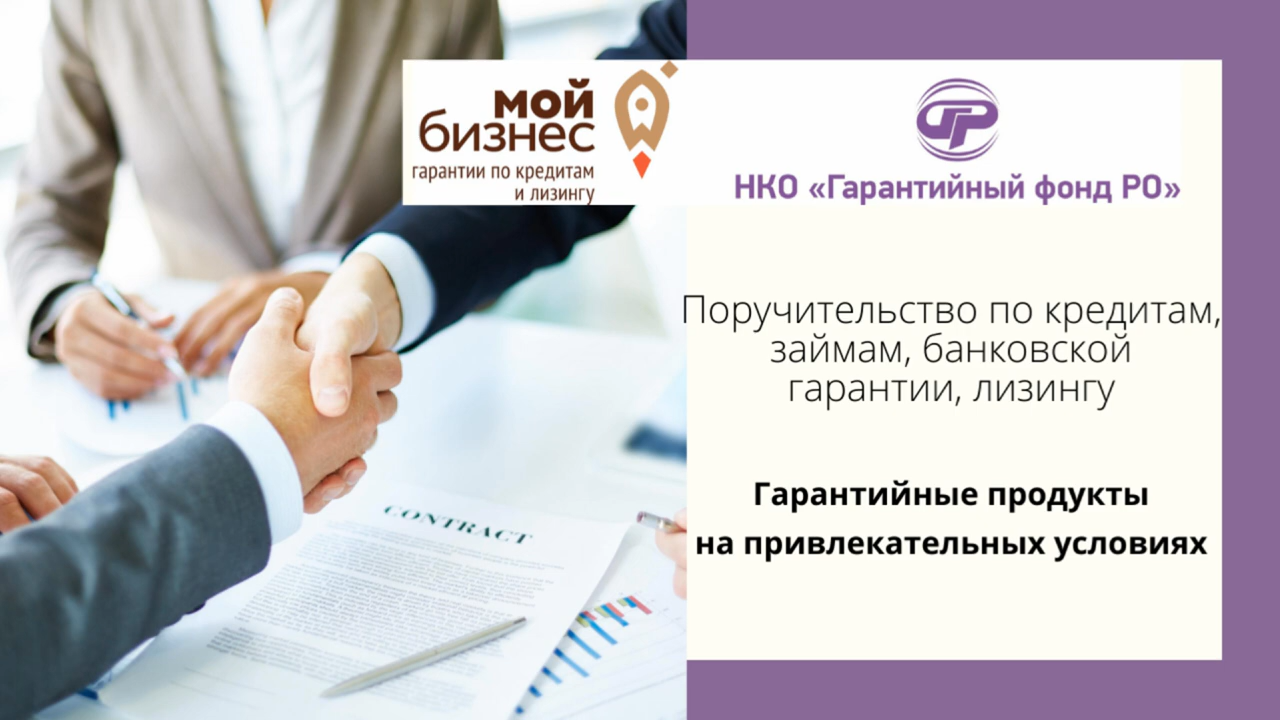 мой
бизнес
гарантии по кредитам
и лизингу
НКО «Гарантийный фонд РО»
Поручительство по кредитам,
займам, банковской
гарантии, лизингу
Гарантийные продукты
на привлекательных условиях
CONTRACT